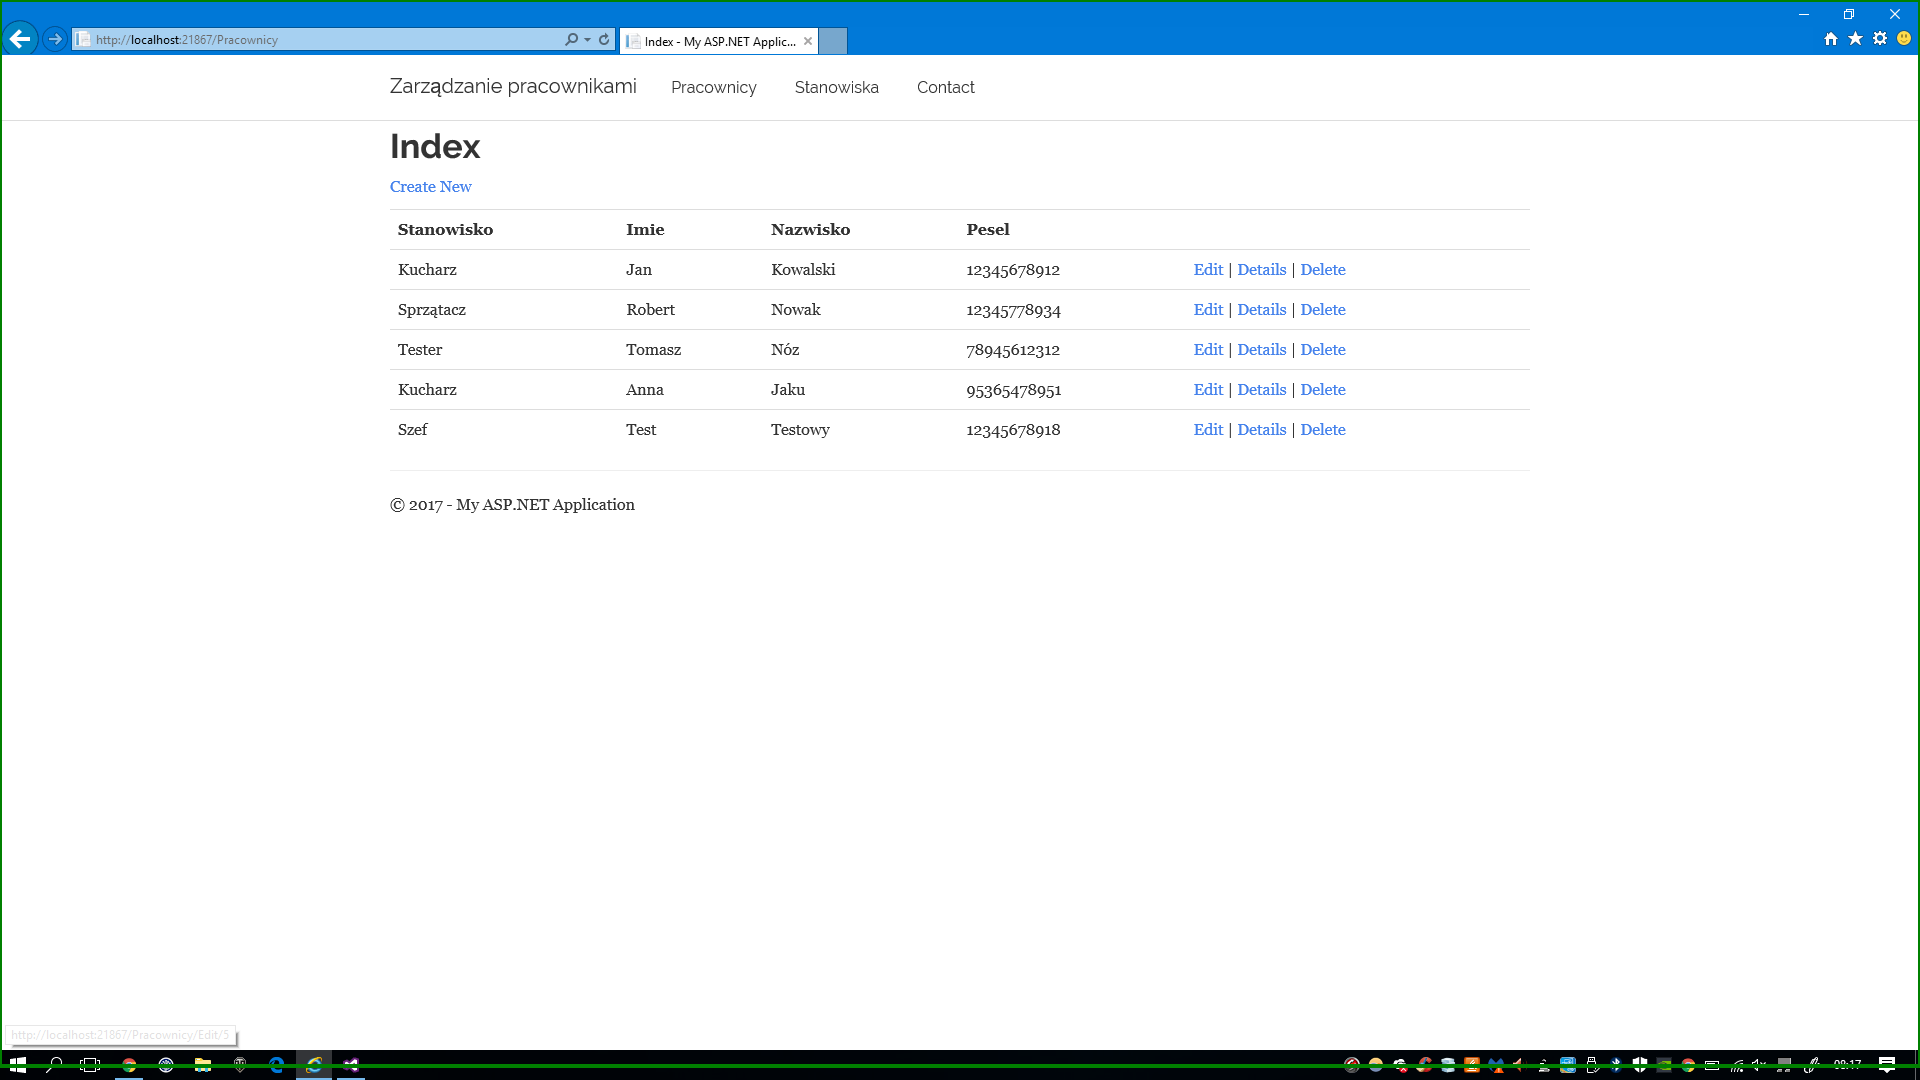 http://localhost:21867/Pracownicy
Index - My ASP.NET Applic...
Zarządzanie pracownikami Pracownicy Stanowiska Contact
Index
Create New
Stanowisko Imie Nazwisko Pesel
Kucharz Jan Kowalski 12345678912 Edit | Details | Delete
Sprzątacz Robert Nowak 12345778934 Edit | Details | Delete
Tester Tomasz Nóz 78945612312 Edit | Details | Delete
Kucharz Anna Jaku 95365478951 Edit | Details | Delete
Szef Test Testowy 12345678918 Edit | Details | Delete
© 2017 - My ASP.NET Application
http://localhost:21867/Pracownicy/Edit/5
08:17